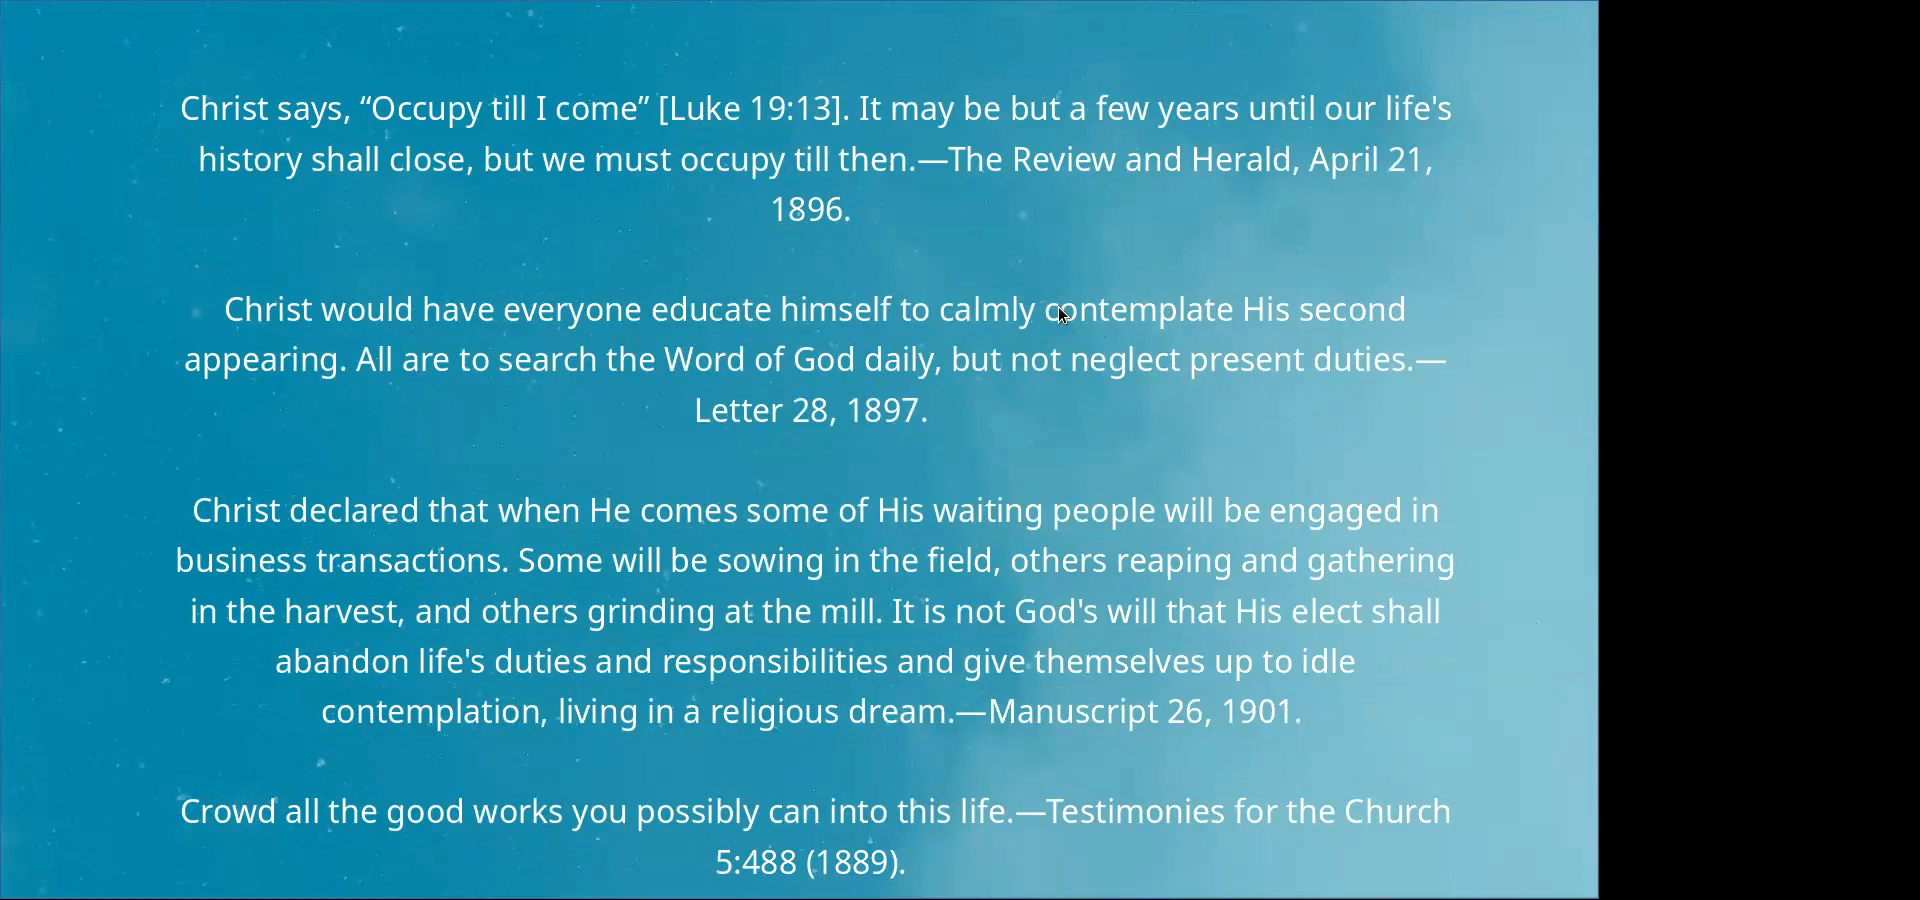 Christ says, “Occupy till I come” [Luke 19:13]. It may be but a few years until our life's
history shall close, but we must occupy till then.—The Review and Herald, April 21,
1896.
Christ would have everyone educate himself to calmly contemplate His second
appearing. All are to search the Word of God daily, but not neglect present duties.—
Letter 28, 1897.
Christ declared that when He comes some of His waiting people will be engaged in
business transactions. Some will be sowing in the field, others reaping and gathering
in the harvest, and others grinding at the mill. It is not God's will that His elect shall
abandon life's duties and responsibilities and give themselves up to idle
contemplation, living in a religious dream.—Manuscript 26, 1901.
Crowd all the good works you possibly can into this life.—Testimonies for the Church
5:488 (1889).